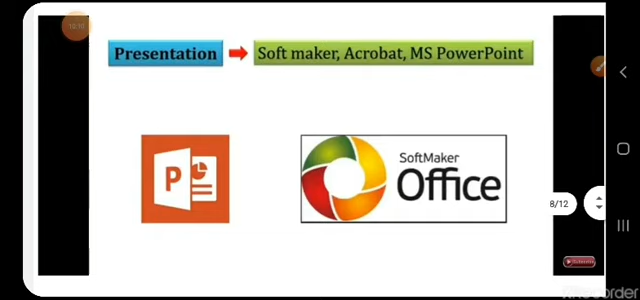 Presentation
Soft maker, Acrobat, MS PowerPoint
P
SoftMaker
Office
8/12